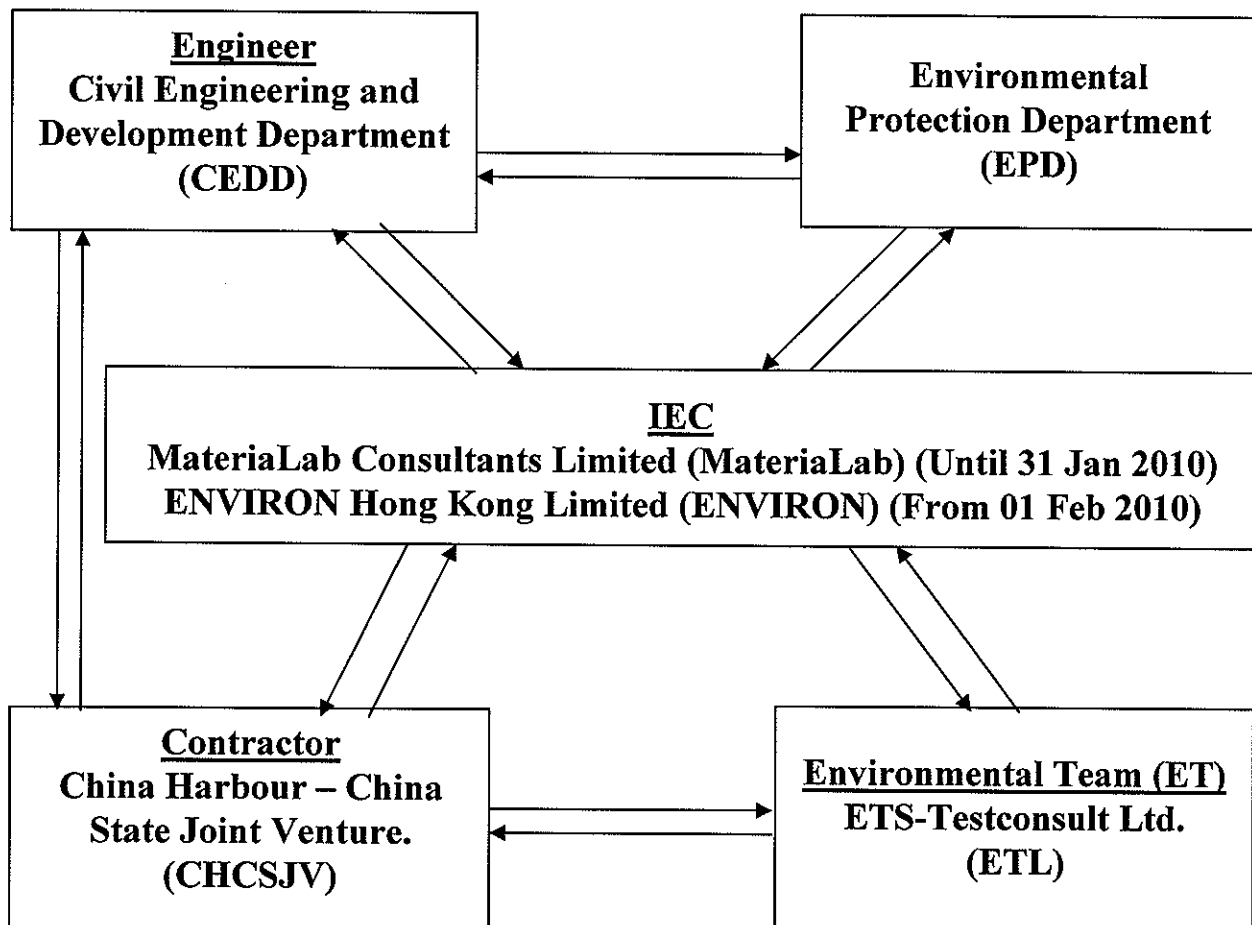 Engineer
Civil Engineering and
Development Department
(CEDD)
Environmental
Protection Department
(EPD)
IEC
MateriaLab Consultants Limited (MateriaLab) (Until 31 Jan 2010)
ENVIRON Hong Kong Limited (ENVIRON) (From 01 Feb 2010)
Contractor
China Harbour – China
State Joint Venture.
(CHCSJV)
Environmental Team (ET)
ETS-Testconsult Ltd.
(ETL)